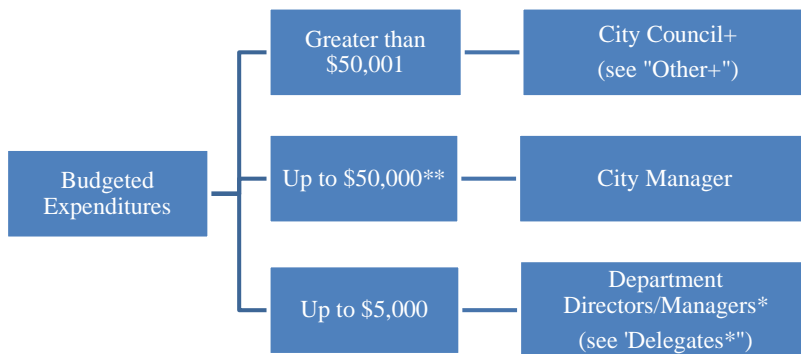 Greater than
$50,001
City Council+
(see "Other+")
Budgeted
Expenditures
Up to $50,000**
City Manager
Up to $5,000
Department
Directors/Managers*
(see 'Delegates*")